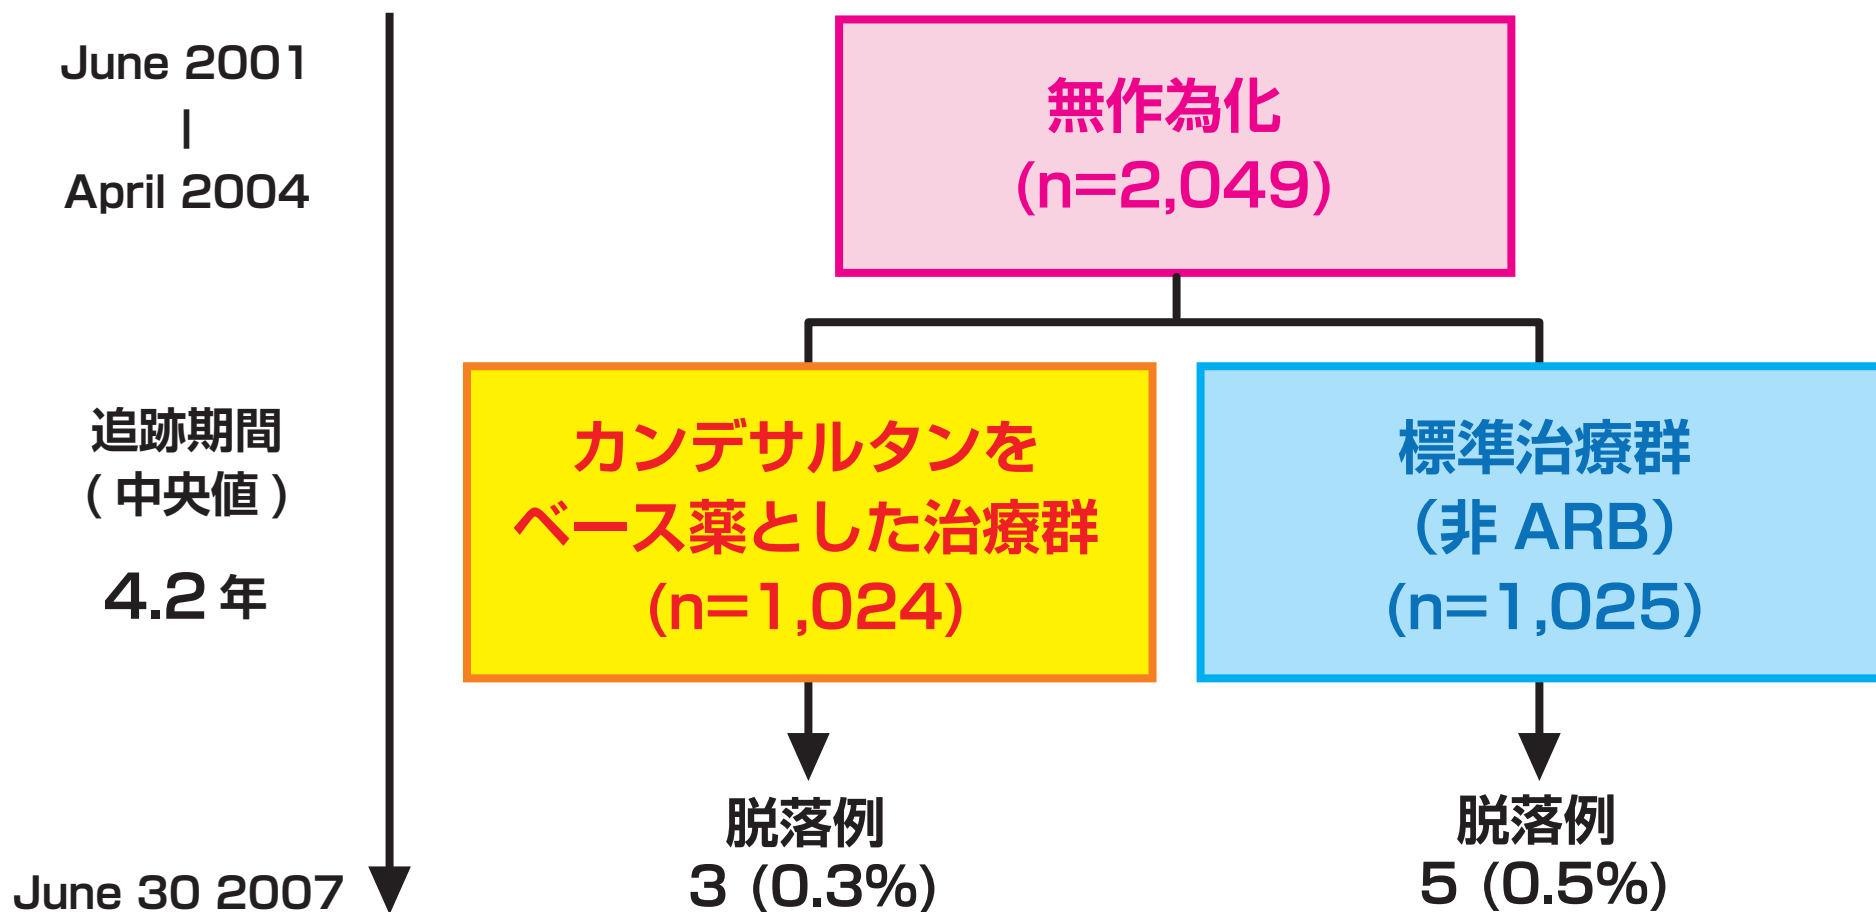 June 2001
|
April 2004
無作為化
(n=2,049)
追跡期間
( 中央値 )
4.2 年
カンデサルタンを
ベース薬とした治療群
(n=1,024)
標準治療群
（非 ARB）
(n=1,025)
脱落例
3 (0.3%)
脱落例
5 (0.5%)
June 30 2007